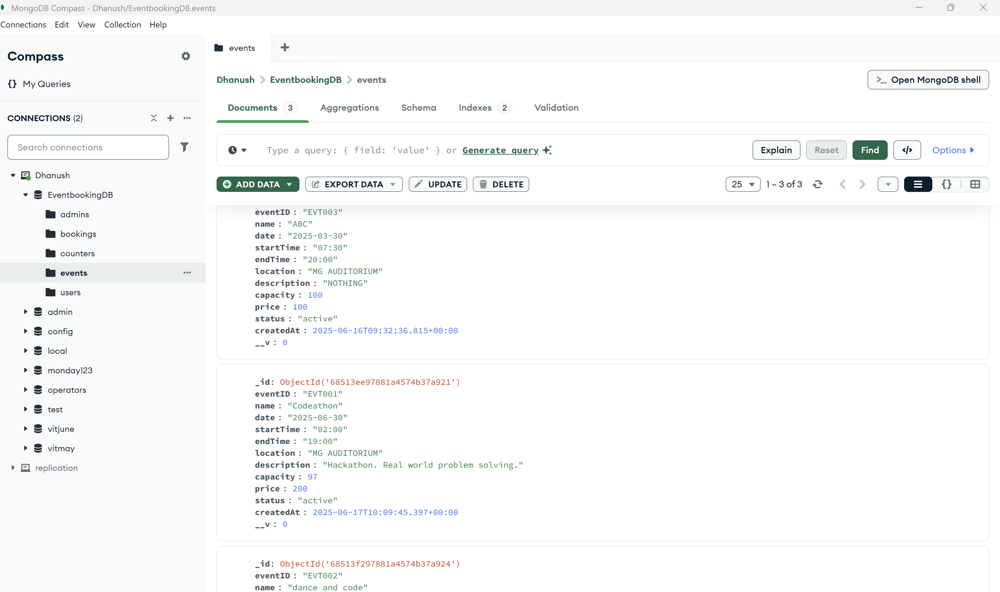 MongoDB Compass - Dhanush/EventbookingDB.events
Connections Edit View Collection Help
Compass
{} My Queries
CONNECTIONS (2)
Search connections
Dhanush
EventbookingDB
admins
bookings
counters
events
users
admin
config
local
monday123
operators
test
vitjune
vitmay
replication
events
Dhanush > EventbookingDB > events
>_ Open MongoDB shell
Documents 3 Aggregations Schema Indexes 2 Validation
Type a query: { field: 'value' } or Generate query
Explain Reset Find </> Options
ADD DATA EXPORT DATA UPDATE DELETE
25 1 – 3 of 3 {}
eventID : "EVT003"
name : "ABC"
date : "2025-03-30"
startTime : "07:30"
endTime : "20:00"
location : "MG AUDITORIUM"
description : "NOTHING"
capacity : 100
price : 100
status : "active"
createdAt : 2025-06-16T09:32:36.815+00:00
__v : 0
_id: ObjectId('68513ee97881a4574b37a921')
eventID : "EVT001"
name : "Codeathon"
date : "2025-06-30"
startTime : "02:00"
endTime : "19:00"
location : "MG AUDITORIUM"
description : "Hackathon. Real world problem solving."
capacity : 97
price : 200
status : "active"
createdAt : 2025-06-17T10:09:45.397+00:00
__v : 0
_id: ObjectId('68513f297881a4574b37a924')
eventID : "EVT002"
name : "dance and code"